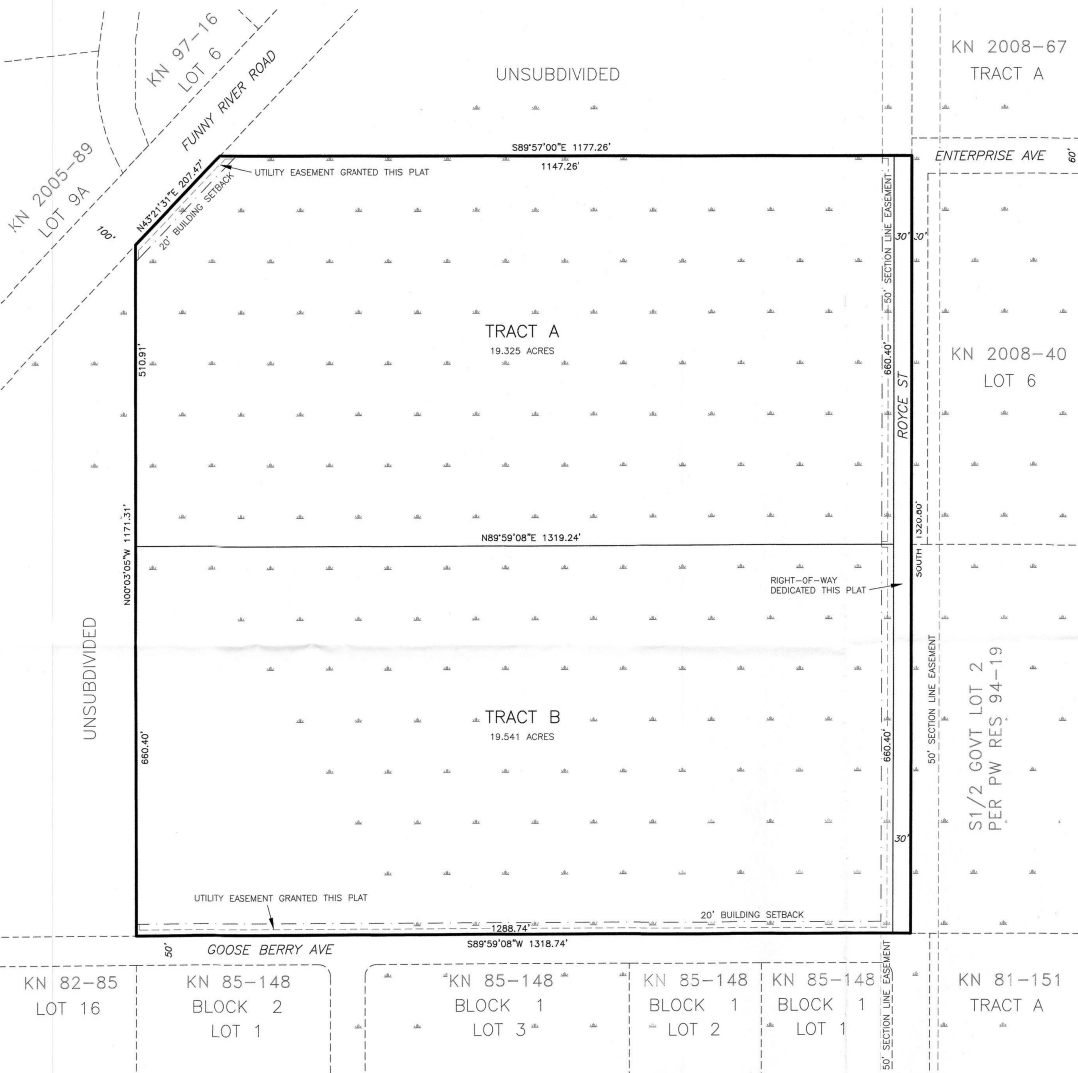 KN 97-16
LOT 6
FUNNY RIVER ROAD
UNSUBDIVIDED
KN 2008-67
TRACT A
KN 2005-89
LOT 9A
100'
N43°21'31"E 207.47'
20' BUILDING SETBACK
UTILITY EASEMENT GRANTED THIS PLAT
S89°57'00"E 1177.26'
1147.26'
ENTERPRISE AVE 60'
50' SECTION LINE EASEMENT
30' 30'
TRACT A
19.325 ACRES
510.91'
660.40'
ROYCE ST
KN 2008-40
LOT 6
N00°03'05"W 1171.31'
N89°59'08"E 1319.24'
SOUTH 1320.80'
RIGHT-OF-WAY
DEDICATED THIS PLAT
UNSUBDIVIDED
TRACT B
19.541 ACRES
660.40'
660.40'
50' SECTION LINE EASEMENT
S1/2 GOVT LOT 2
PER PW RES 94-19
30'
UTILITY EASEMENT GRANTED THIS PLAT
20' BUILDING SETBACK
1288.74'
S89°59'08"W 1318.74'
50'
GOOSE BERRY AVE
KN 82-85
LOT 16
KN 85-148
BLOCK 2
LOT 1
KN 85-148
BLOCK 1
LOT 3
KN 85-148
BLOCK 1
LOT 2
KN 85-148
BLOCK 1
LOT 1
50' SECTION LINE EASEMENT
KN 81-151
TRACT A